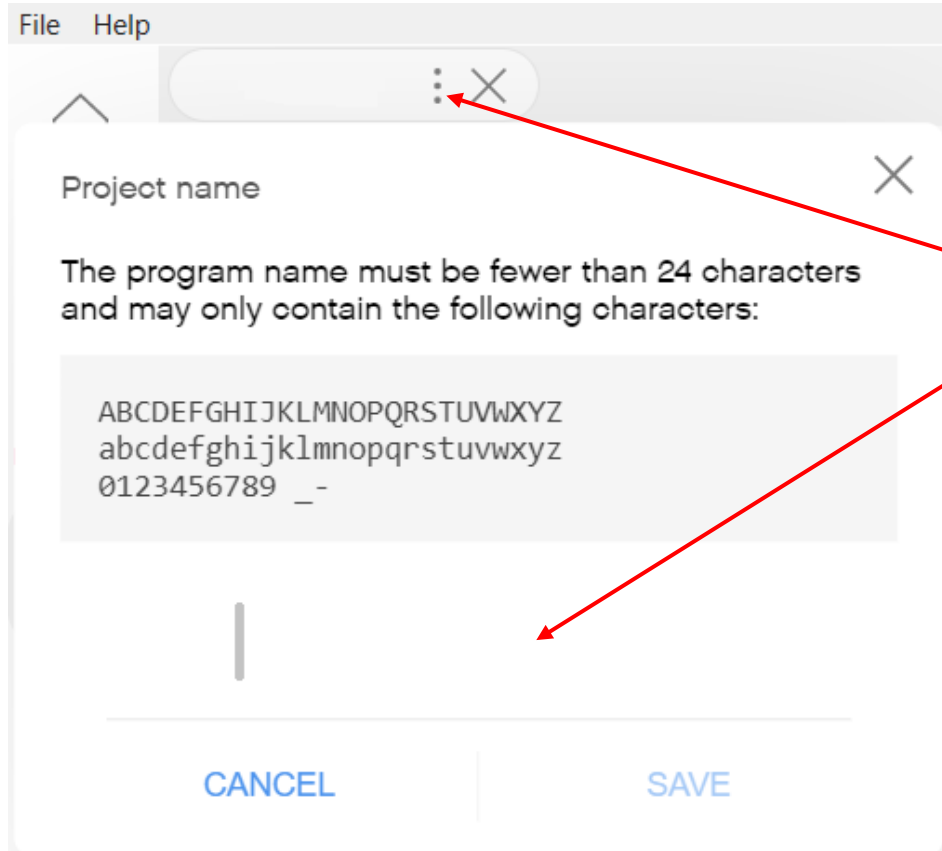 File Help
Project name
The program name must be fewer than 24 characters
and may only contain the following characters:
ABCDEFGHIJKLMNOPQRSTUVWXYZ
abcdefghijklmnopqrstuvwxyz
0123456789 _-
CANCEL SAVE